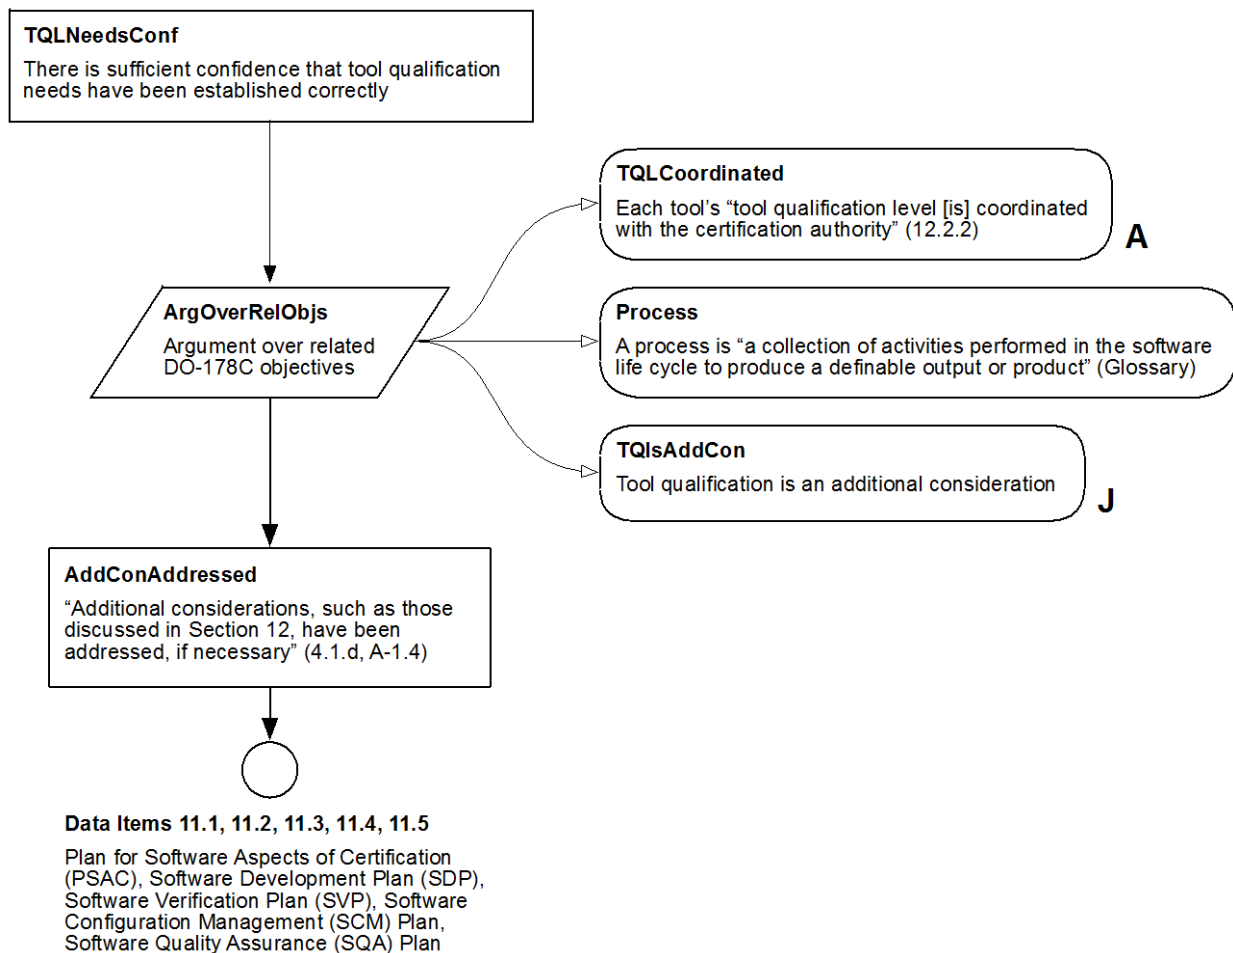 TQLNeedsConf
There is sufficient confidence that tool qualification
needs have been established correctly
TQLCoordinated
Each tool's “tool qualification level [is] coordinated
with the certification authority” (12.2.2)
A
ArgOverRelObjs
Argument over related
DO-178C objectives
Process
A process is “a collection of activities performed in the software
life cycle to produce a definable output or product” (Glossary)
TQIsAddCon
Tool qualification is an additional consideration
J
AddConAddressed
“Additional considerations, such as those
discussed in Section 12, have been
addressed, if necessary” (4.1.d, A-1.4)
Data Items 11.1, 11.2, 11.3, 11.4, 11.5
Plan for Software Aspects of Certification
(PSAC), Software Development Plan (SDP),
Software Verification Plan (SVP), Software
Configuration Management (SCM) Plan,
Software Quality Assurance (SQA) Plan